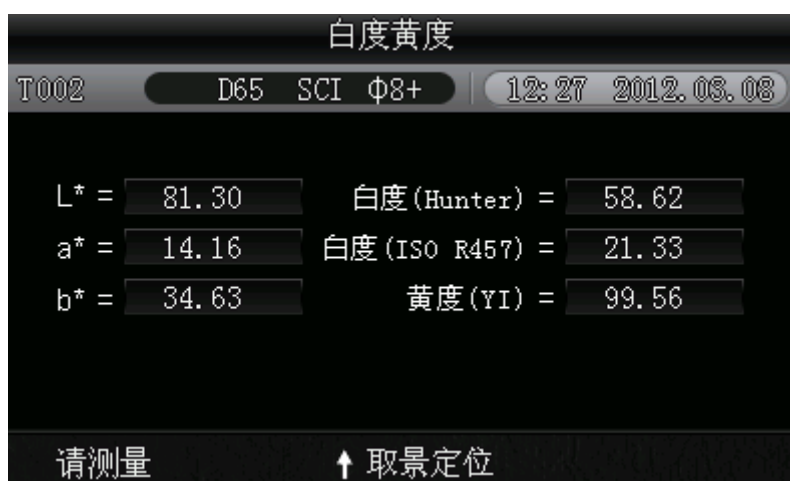 白度黄度
T002 D65 SCI Φ8+ 12:27 2012.08.08
L* = 81.30 白度(Hunter) = 58.62
a* = 14.16 白度(ISO R457) = 21.33
b* = 34.63 黄度(YI) = 99.56
请测量 ↑取景定位